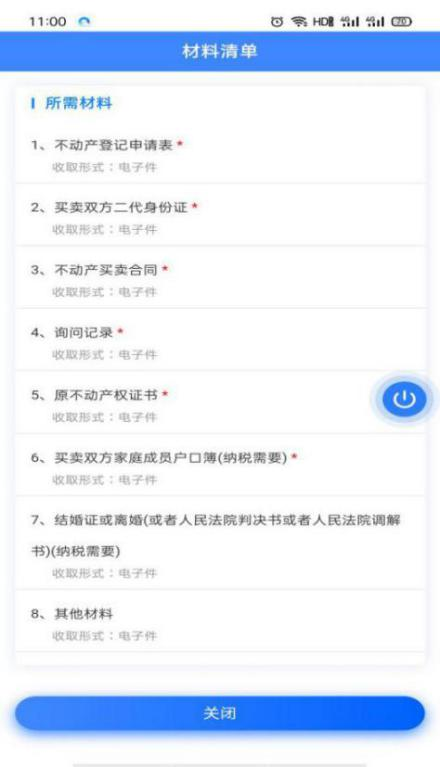 11:00 HD 4G 4G 70
材料清单
所需材料
1、不动产登记申请表*
收取形式：电子件
2、买卖双方二代身份证*
收取形式：电子件
3、不动产买卖合同*
收取形式：电子件
4、询问记录*
收取形式：电子件
5、原不动产权证书*
收取形式：电子件
6、买卖双方家庭成员户口簿(纳税需要)*
收取形式：电子件
7、结婚证或离婚(或者人民法院判决书或者人民法院调解
书)(纳税需要)
收取形式：电子件
8、其他材料
收取形式：电子件
关闭